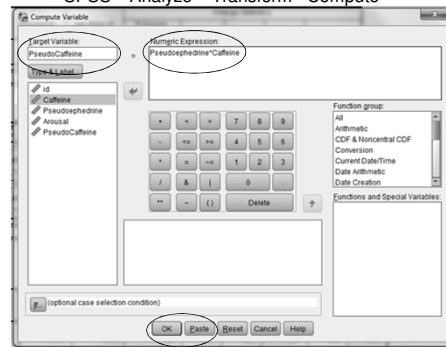 SPSS Analyze Transform Compute
Compute Variable
Target Variable:
PseudoCaffeine
=
Numeric Expression:
Pseudoephedrine*Caffeine
Type & Label...
id
Caffeine
Pseudoephedrine
Arousal
PseudoCaffeine
+ < > 7 8 9
- <= >= 4 5 6
* = ~= 1 2 3
/ & | 0 .
** ~ ( ) Delete
Function group:
All
Arithmetic
CDF & Noncentral CDF
Conversion
Current Date/Time
Date Arithmetic
Date Creation
Functions and Special Variables:
If... (optional case selection condition)
OK Paste Reset Cancel Help